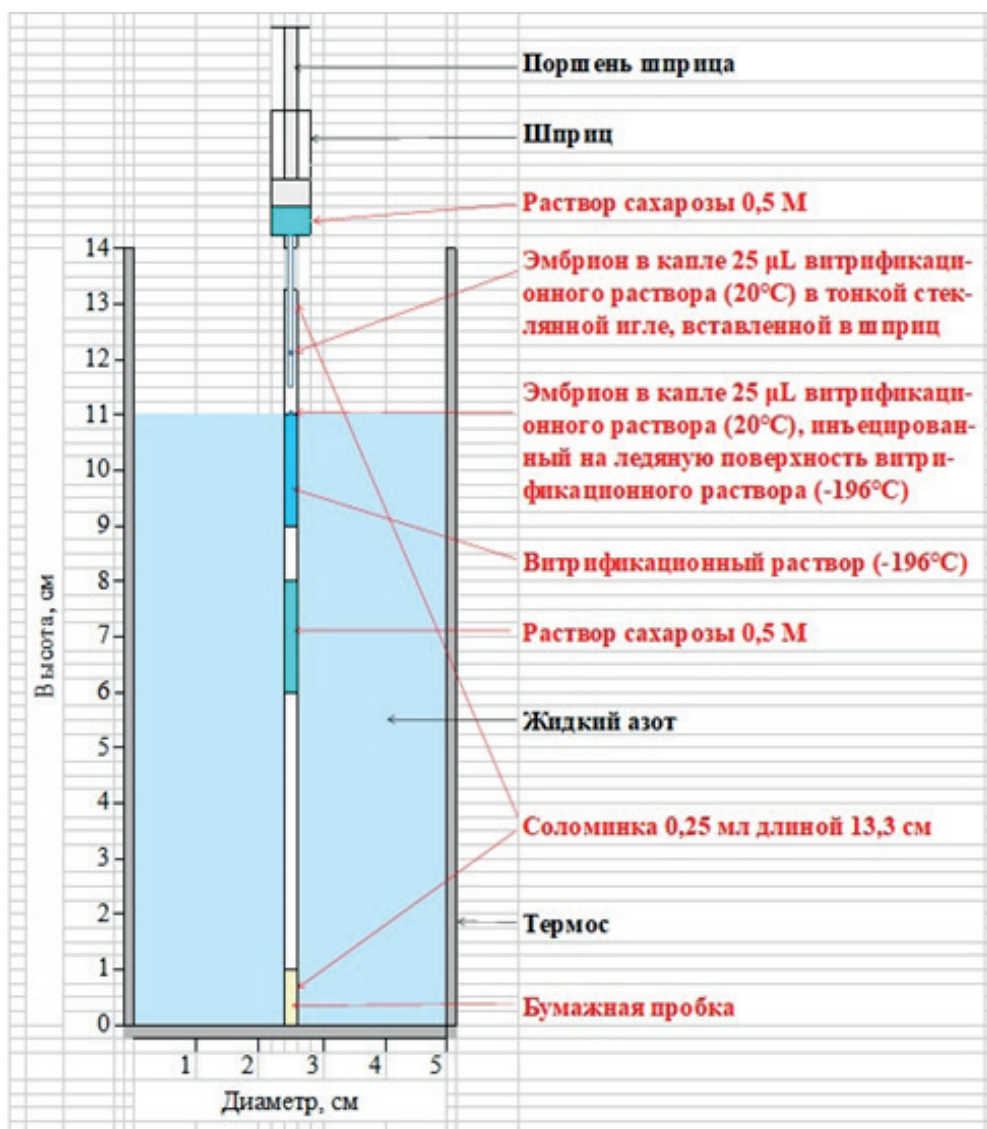 Поршень шприца
Шприц
Раствор сахарозы 0,5 М
Эмбрион в капле 25 µL витрификаци-
онного раствора (20°C) в тонкой стек-
лянной игле, вставленной в шприц
Эмбрион в капле 25 µL витрификаци-
онного раствора (20°C), инъецирован-
ный на ледяную поверхность витри-
фикационного раствора (-196°C)
Витрификационный раствор (-196°C)
Раствор сахарозы 0,5 М
Жидкий азот
Соломинка 0,25 мл длиной 13,3 см
Термос
Бумажная пробка
Высота, см
14
13
12
11
10
9
8
7
6
5
4
3
2
1
0
1 2 3 4 5
Диаметр, см